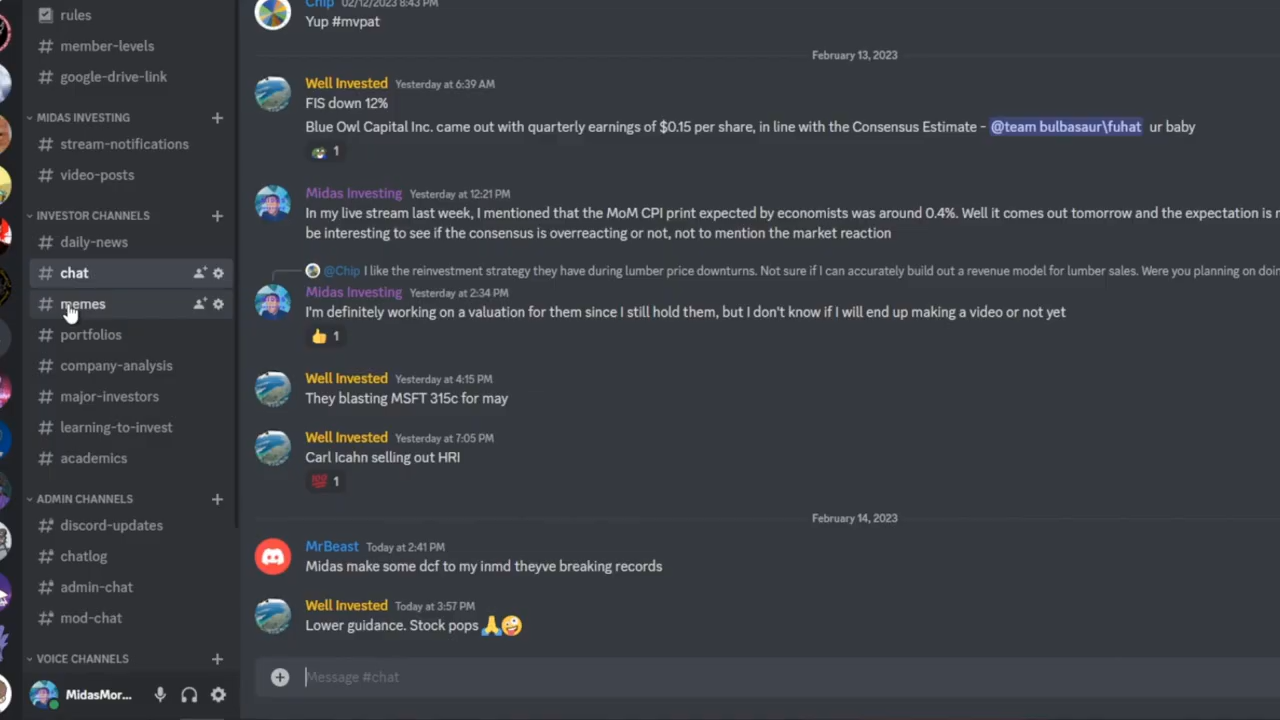 rules
# member-levels
# google-drive-link
MIDAS INVESTING +
# stream-notifications
# video-posts
INVESTOR CHANNELS +
# daily-news
# chat
# memes
# portfolios
# company-analysis
# major-investors
# learning-to-invest
# academics
ADMIN CHANNELS +
# discord-updates
# chatlog
# admin-chat
# mod-chat
VOICE CHANNELS +
MidasMor...
Chip 02/12/2023 8:43 PM
Yup #mvpat
February 13, 2023
Well Invested Yesterday at 6:39 AM
FIS down 12%
Blue Owl Capital Inc. came out with quarterly earnings of $0.15 per share, in line with the Consensus Estimate - @team bulbasaur\fuhat ur baby
1
Midas Investing Yesterday at 12:21 PM
In my live stream last week, I mentioned that the MoM CPI print expected by economists was around 0.4%. Well it comes out tomorrow and the expectation is
be interesting to see if the consensus is overreacting or not, not to mention the market reaction
@Chip I like the reinvestment strategy they have during lumber price downturns. Not sure if I can accurately build out a revenue model for lumber sales. Were you planning on
Midas Investing Yesterday at 2:34 PM
I'm definitely working on a valuation for them since I still hold them, but I don't know if I will end up making a video or not yet
👍 1
Well Invested Yesterday at 4:15 PM
They blasting MSFT 315c for may
Well Invested Yesterday at 7:05 PM
Carl Icahn selling out HRI
💯 1
February 14, 2023
MrBeast Today at 2:41 PM
Midas make some dcf to my inmd theyve breaking records
Well Invested Today at 3:57 PM
Lower guidance. Stock pops 🙏🤪
Message #chat